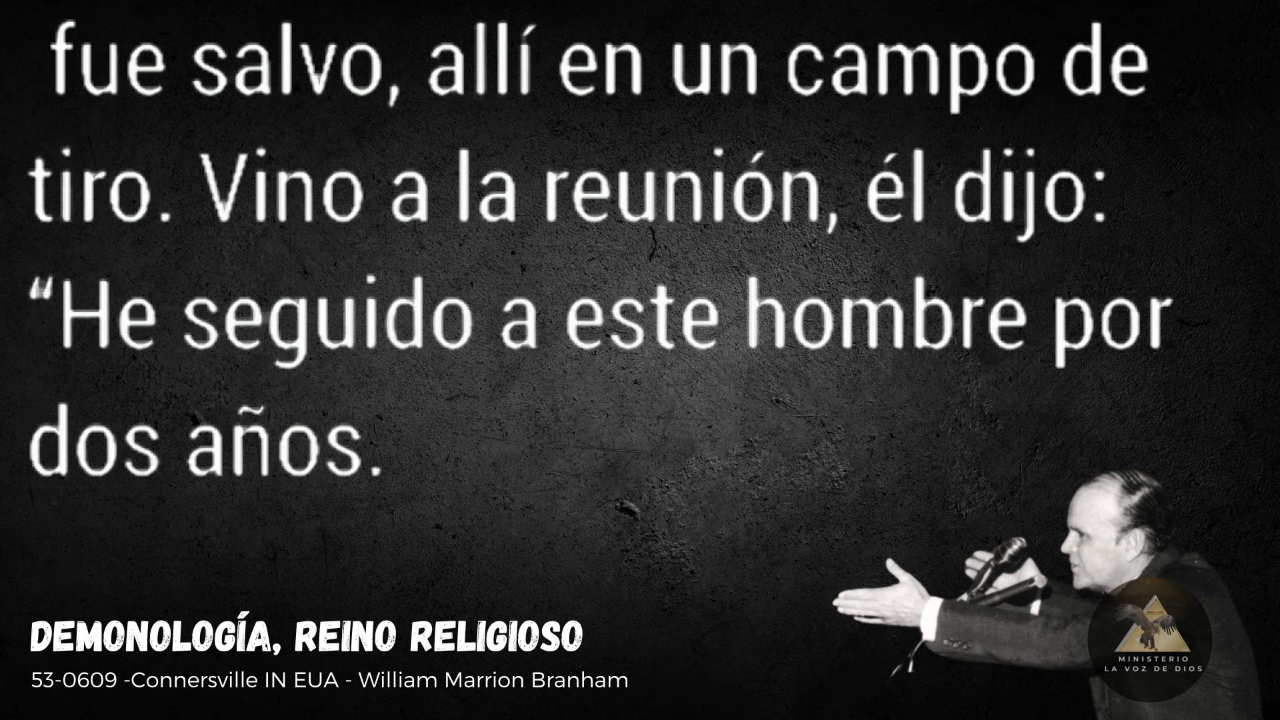 fue salvo, allí en un campo de
tiro. Vino a la reunión, él dijo:
“He seguido a este hombre por
dos años.
DEMONOLOGÍA, REINO RELIGIOSO
53-0609 -Connersville IN EUA - William Marrion Branham
MINISTERIO
LA VOZ DE DIOS